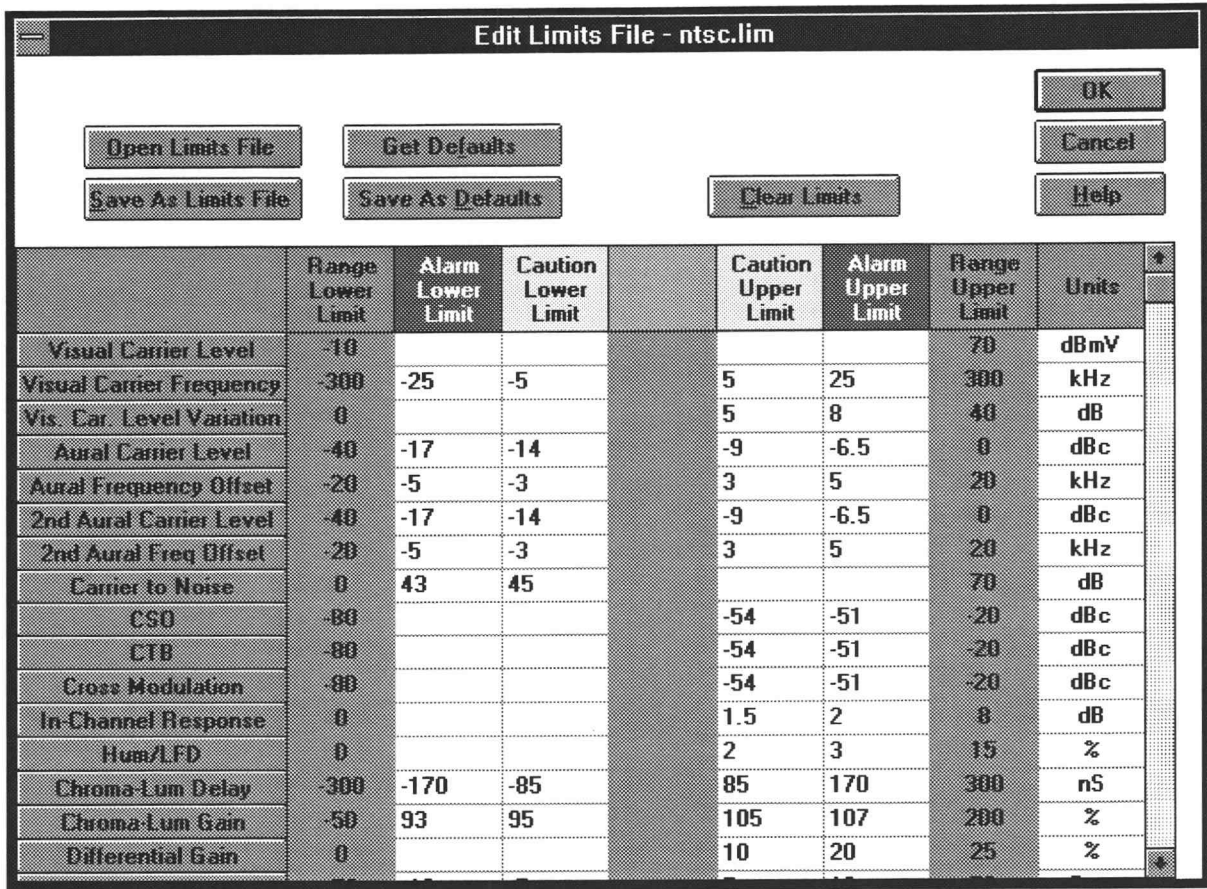 Edit Limits File - ntsc.lim
OK
Open Limits File Get Defaults Cancel
Save As Limits File Save As Defaults Clear Limits Help
Range Lower Limit Alarm Lower Limit Caution Lower Limit Caution Upper Limit Alarm Upper Limit Range Upper Limit Units
Visual Carrier Level -10 70 dBmV
Visual Carrier Frequency -300 -25 -5 5 25 300 kHz
Vis. Car. Level Variation 0 5 8 40 dB
Aural Carrier Level -40 -17 -14 -9 -6.5 0 dBc
Aural Frequency Offset -20 -5 -3 3 5 20 kHz
2nd Aural Carrier Level -40 -17 -14 -9 -6.5 0 dBc
2nd Aural Freq Offset -20 -5 -3 3 5 20 kHz
Carrier to Noise 0 43 45 70 dB
CSO -80 -54 -51 -20 dBc
CTB -80 -54 -51 -20 dBc
Cross Modulation -80 -54 -51 -20 dBc
In-Channel Response 0 1.5 2 8 dB
Hum/LFD 0 2 3 15 %
Chroma-Lum Delay -300 -170 -85 85 170 300 nS
Chroma-Lum Gain -50 93 95 105 107 200 %
Differential Gain 0 10 20 25 %